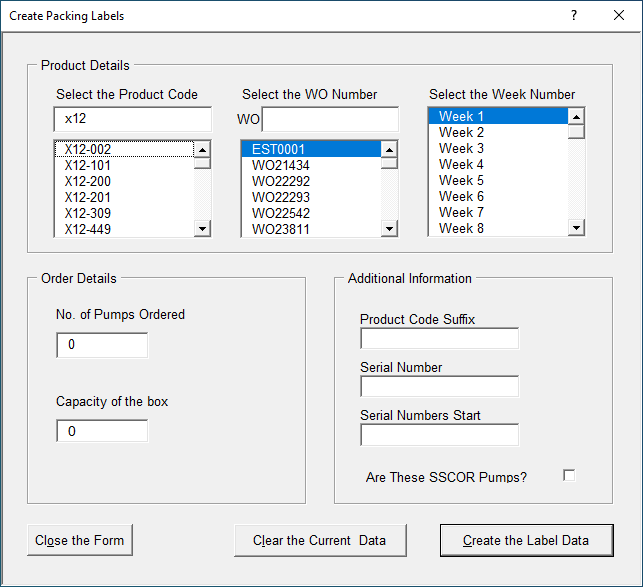 Create Packing Labels
?
Product Details
Select the Product Code
x12
X12-002
X12-101
X12-200
X12-201
X12-309
X12-449
Select the WO Number
WO
EST0001
WO21434
WO22292
WO22293
WO22542
WO23811
Select the Week Number
Week 1
Week 2
Week 3
Week 4
Week 5
Week 6
Week 7
Week 8
Order Details
No. of Pumps Ordered
0
Capacity of the box
0
Additional Information
Product Code Suffix
Serial Number
Serial Numbers Start
Are These SSCOR Pumps?
Close the Form
Clear the Current  Data
Create the Label Data